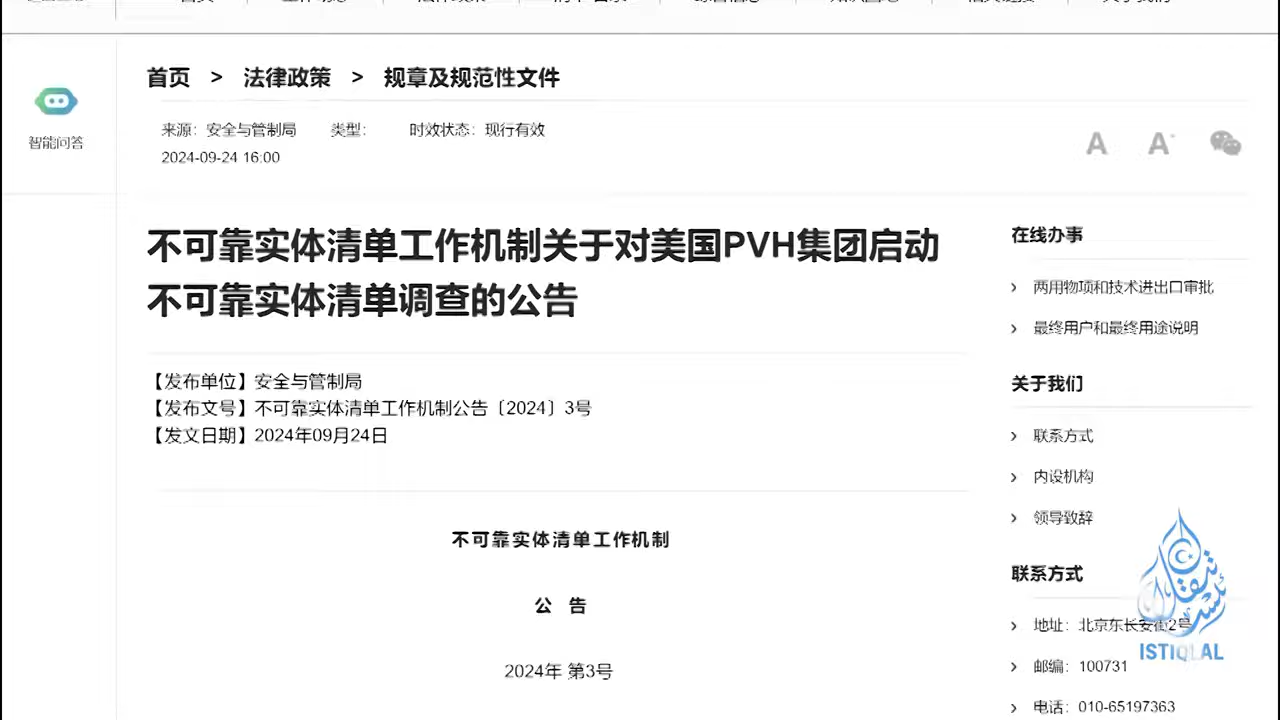 首页 > 法律政策 > 规章及规范性文件
来源：安全与管制局 类型： 时效状态：现行有效
2024-09-24 16:00
智能问答
A A⁺
不可靠实体清单工作机制关于对美国PVH集团启动
不可靠实体清单调查的公告
【发布单位】安全与管制局
【发布文号】不可靠实体清单工作机制公告〔2024〕3号
【发文日期】2024年09月24日
不可靠实体清单工作机制
公 告
2024年 第3号
在线办事
› 两用物项和技术进出口审批
› 最终用户和最终用途说明
关于我们
› 联系方式
› 内设机构
› 领导致辞
联系方式
› 地址：北京东长安街2号
› 邮编：100731
› 电话：010-65197363
ISTIQLAL